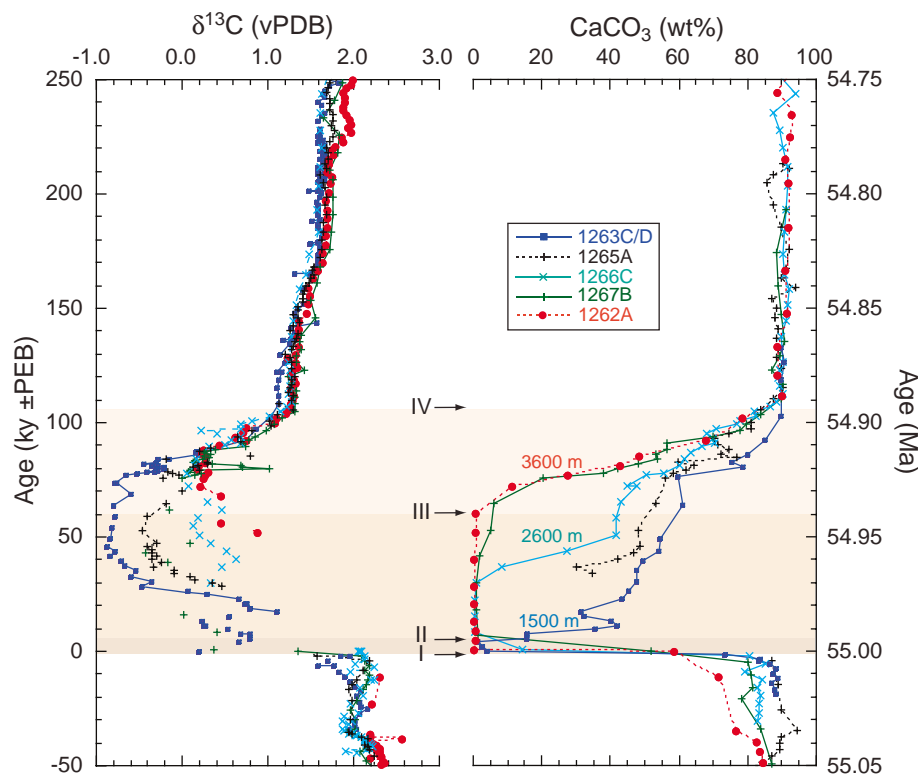 δ¹³C (vPDB) CaCO₃ (wt%)
-1.0 0.0 1.0 2.0 3.0 0 20 40 60 80 100
250 54.75
200 54.80
1263C/D
1265A
1266C
1267B
1262A
150 54.85
IV
100 54.90
3600 m
III
50 54.95
2600 m
1500 m
II
0 I 55.00
-50 55.05
Age (ky ±PEB)
Age (Ma)